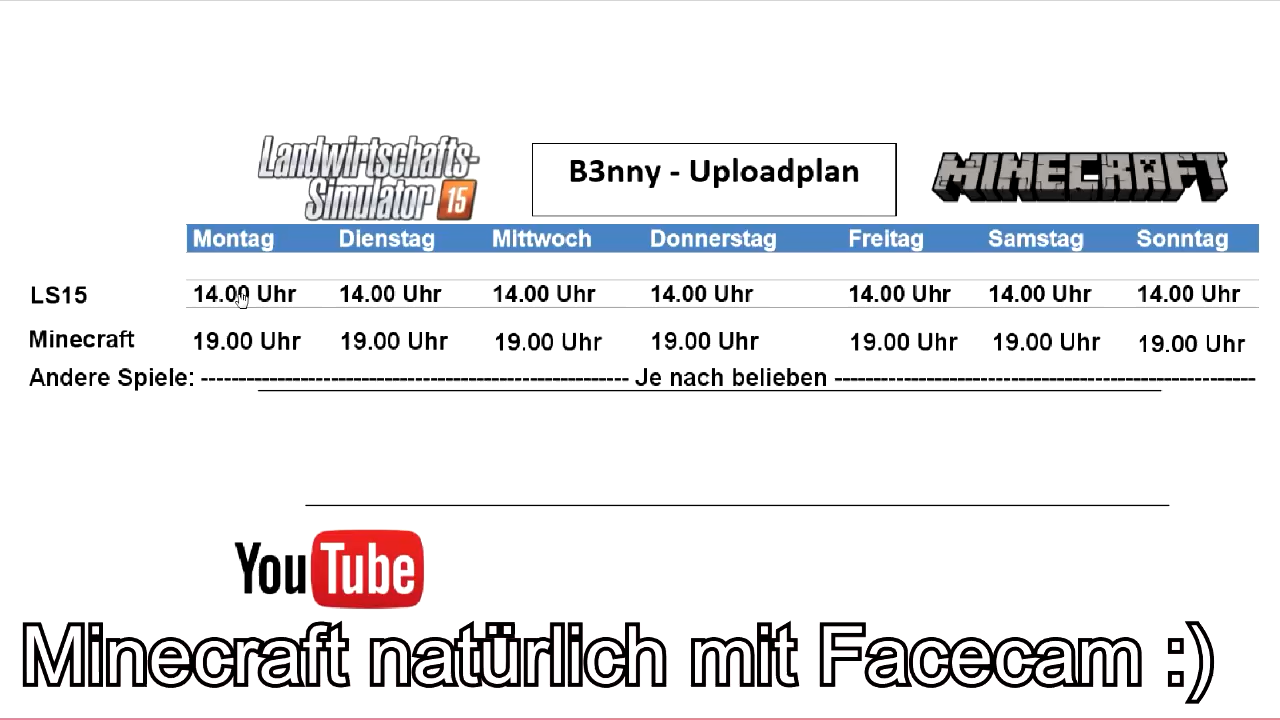 Landwirtschafts-
Simulator 15
B3nny - Uploadplan
MINECRAFT
Montag Dienstag Mittwoch Donnerstag Freitag Samstag Sonntag
LS15 14.00 Uhr 14.00 Uhr 14.00 Uhr 14.00 Uhr 14.00 Uhr 14.00 Uhr 14.00 Uhr
Minecraft 19.00 Uhr 19.00 Uhr 19.00 Uhr 19.00 Uhr 19.00 Uhr 19.00 Uhr 19.00 Uhr
Andere Spiele: ---------------------------------------------------------- Je nach belieben ----------------------------------------------------------
YouTube
Minecraft natürlich mit Facecam :)